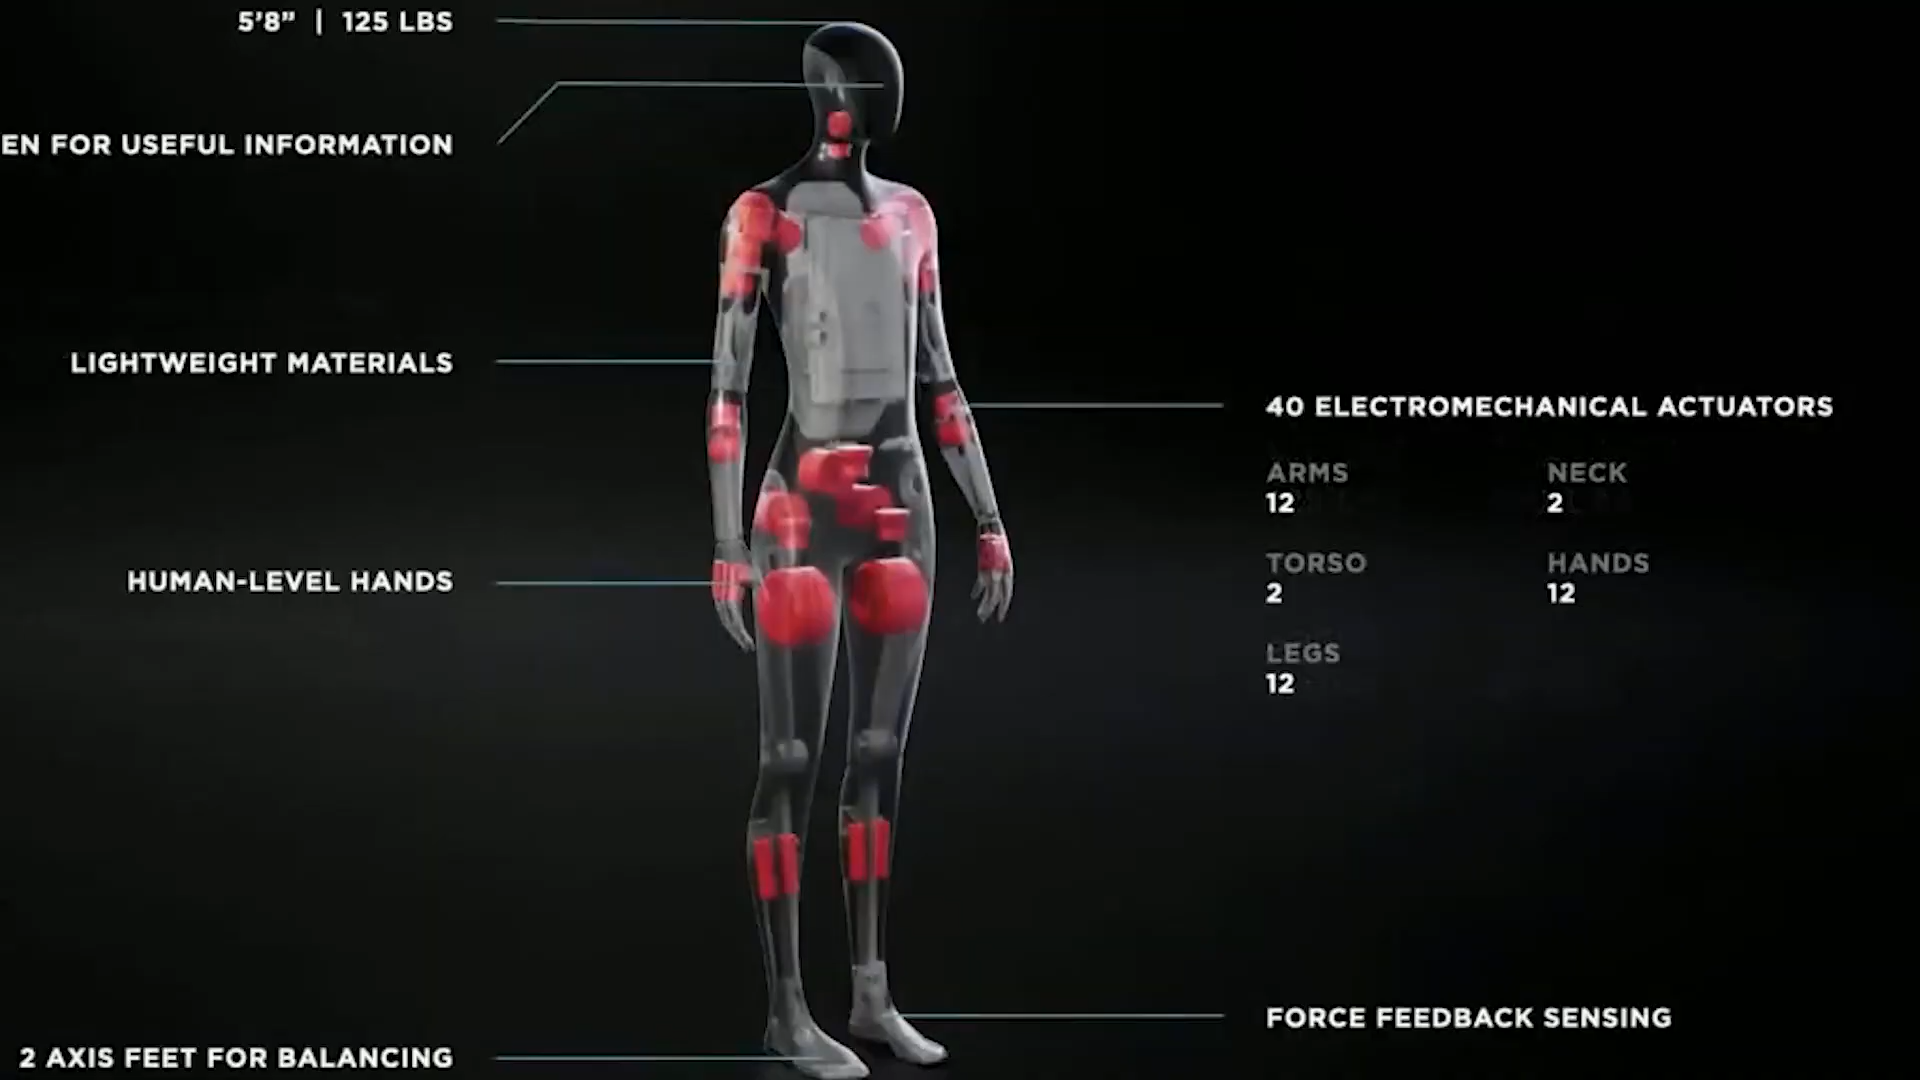 5'8" | 125 LBS
EN FOR USEFUL INFORMATION
LIGHTWEIGHT MATERIALS
HUMAN-LEVEL HANDS
2 AXIS FEET FOR BALANCING
40 ELECTROMECHANICAL ACTUATORS
ARMS NECK
12 2
TORSO HANDS
2 12
LEGS
12
FORCE FEEDBACK SENSING